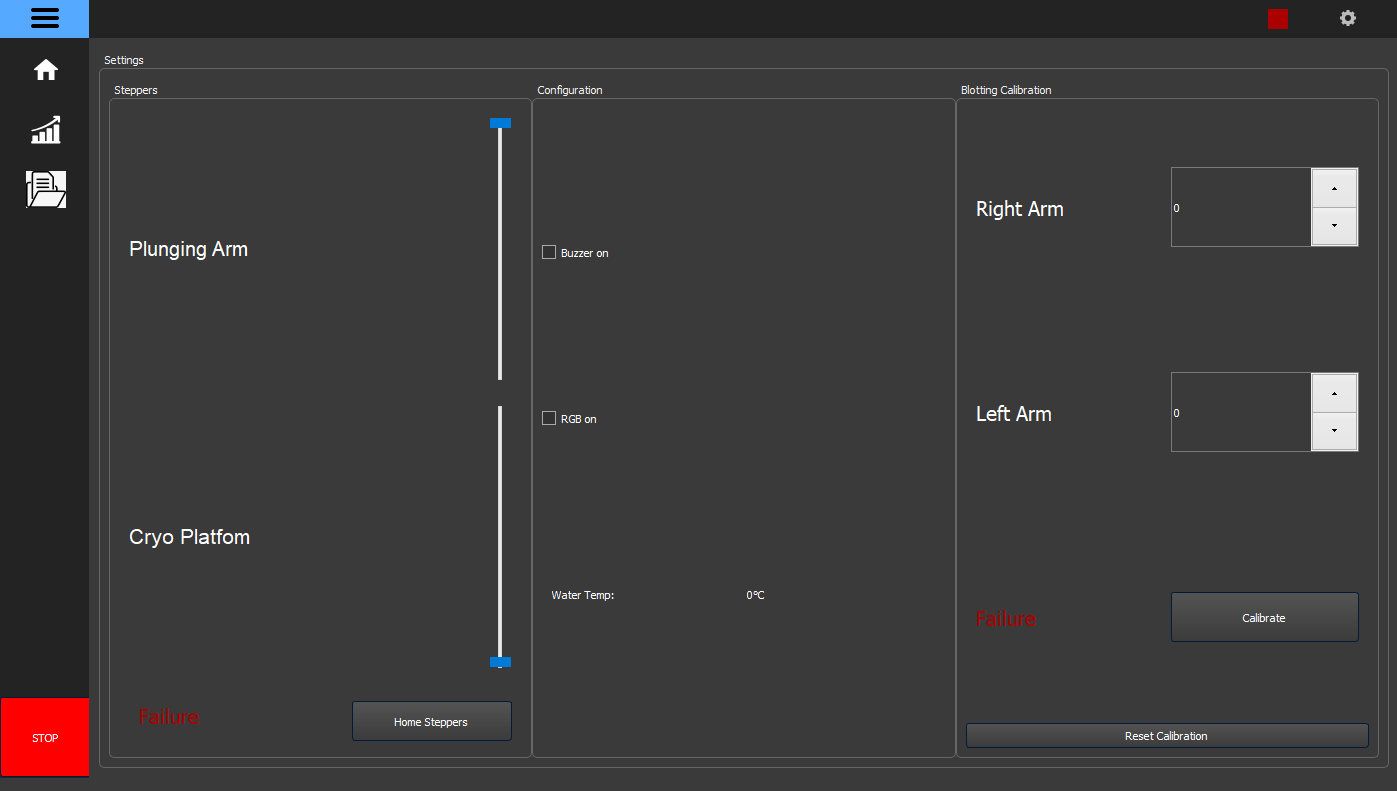 Settings
Steppers
Plunging Arm
Cryo Platfom
Failure
Home Steppers
Configuration
Buzzer on
RGB on
Water Temp: 0°C
Blotting Calibration
Right Arm
0
Left Arm
0
Failure
Calibrate
Reset Calibration
STOP